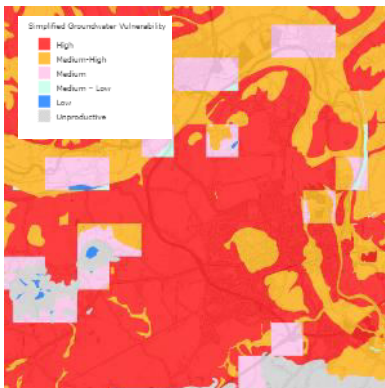 Simplified Groundwater Vulnerability
High
Medium-High
Medium
Medium - Low
Low
Unproductive